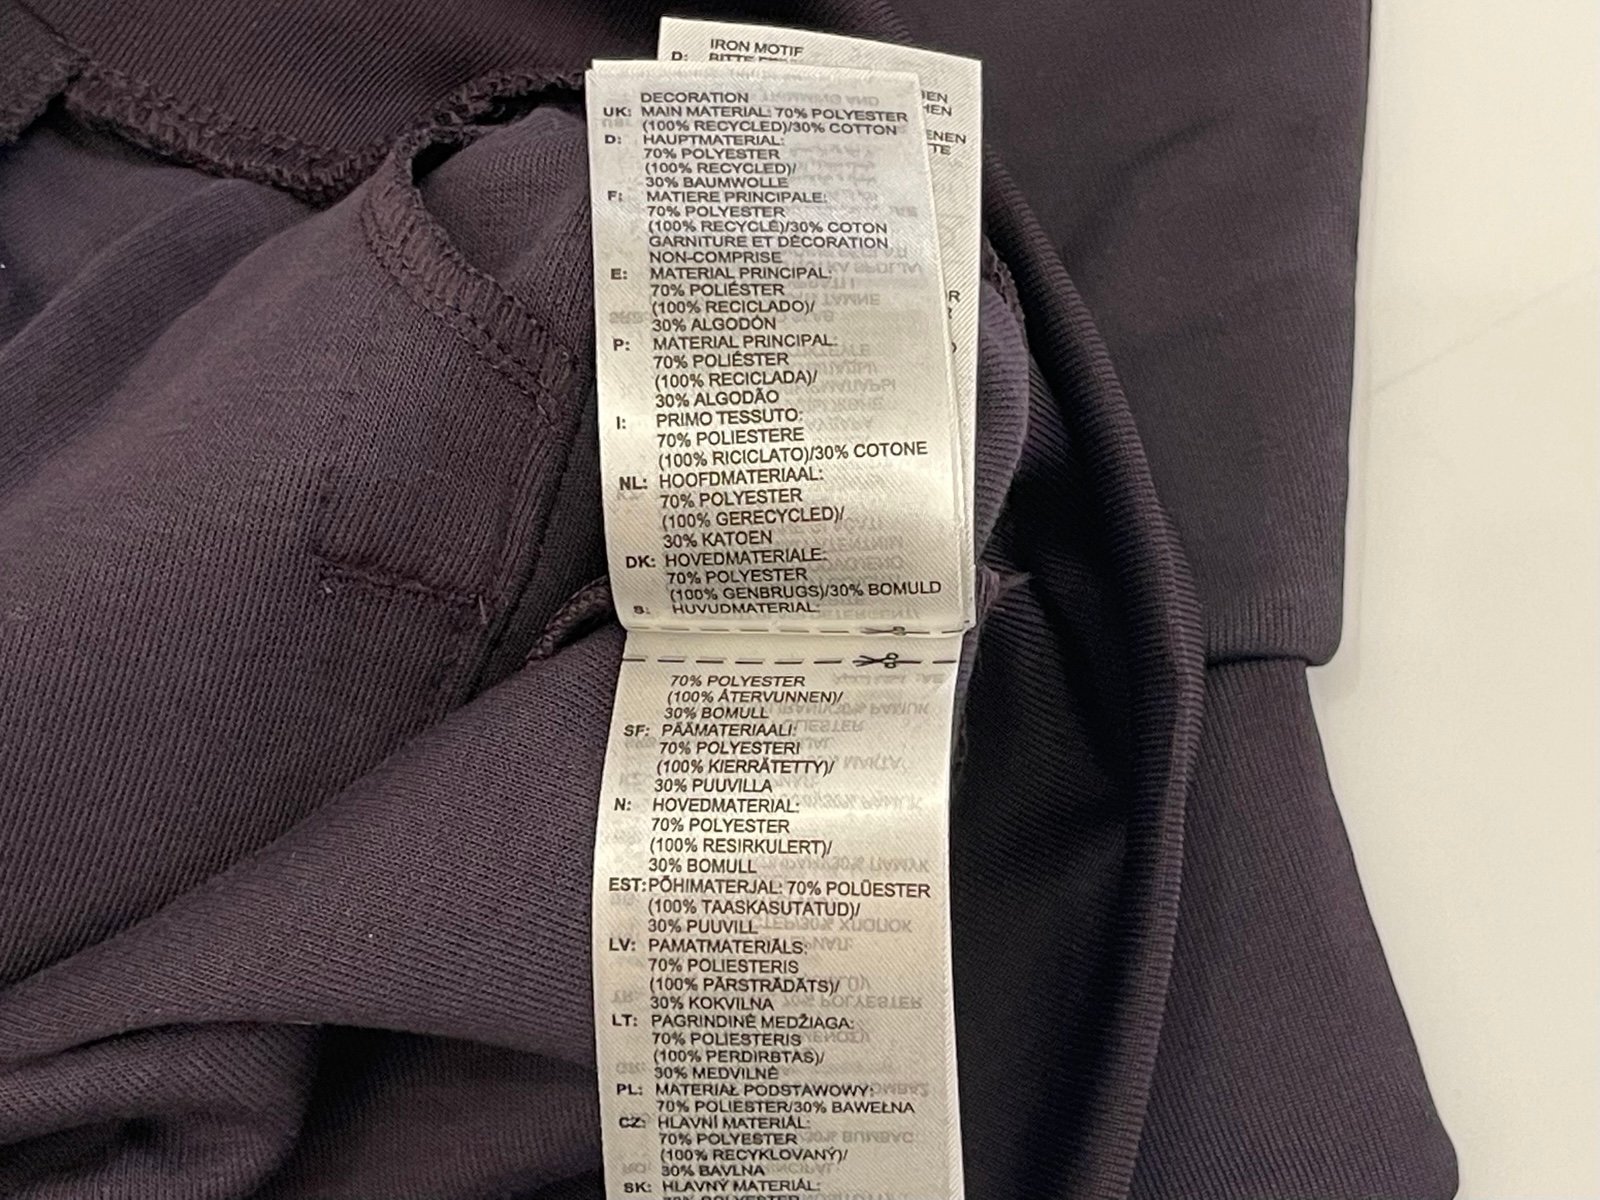 IRON MOTIF
D:
DECORATION
UK: MAIN MATERIAL: 70% POLYESTER
(100% RECYCLED)/30% COTTON
D: HAUPTMATERIAL:
70% POLYESTER
(100% RECYCLED)/
30% BAUMWOLLE
F: MATIERE PRINCIPALE:
70% POLYESTER
(100% RECYCLÉ)/30% COTON
GARNITURE ET DÉCORATION
NON-COMPRISE
E: MATERIAL PRINCIPAL:
70% POLIÉSTER
(100% RECICLADO)/
30% ALGODÓN
P: MATERIAL PRINCIPAL:
70% POLIÉSTER
(100% RECICLADA)/
30% ALGODÃO
I: PRIMO TESSUTO:
70% POLIESTERE
(100% RICICLATO)/30% COTONE
NL: HOOFDMATERIAAL:
70% POLYESTER
(100% GERECYCLED)/
30% KATOEN
DK: HOVEDMATERIALE:
70% POLYESTER
(100% GENBRUGS)/30% BOMULD
S: HUVUDMATERIAL:
70% POLYESTER
(100% ÅTERVUNNEN)/
30% BOMULL
SF: PÄÄMATERIAALI:
70% POLYESTERI
(100% KIERRÄTETTY)/
30% PUUVILLA
N: HOVEDMATERIAL:
70% POLYESTER
(100% RESIRKULERT)/
30% BOMULL
EST: PÕHIMATERJAL: 70% POLÜESTER
(100% TAASKASUTATUD)/
30% PUUVILL
LV: PAMATMATERIĀLS:
70% POLIESTERIS
(100% PĀRSTRĀDĀTS)/
30% KOKVILNA
LT: PAGRINDINĖ MEDŽIAGA:
70% POLIESTERIS
(100% PERDIRBTAS)/
30% MEDVILNĖ
PL: MATERIAŁ PODSTAWOWY:
70% POLIESTER/30% BAWEŁNA
CZ: HLAVNÍ MATERIÁL:
70% POLYESTER
(100% RECYKLOVANÝ)/
30% BAVLNA
SK: HLAVNÝ MATERIÁL:
70% POLYESTER